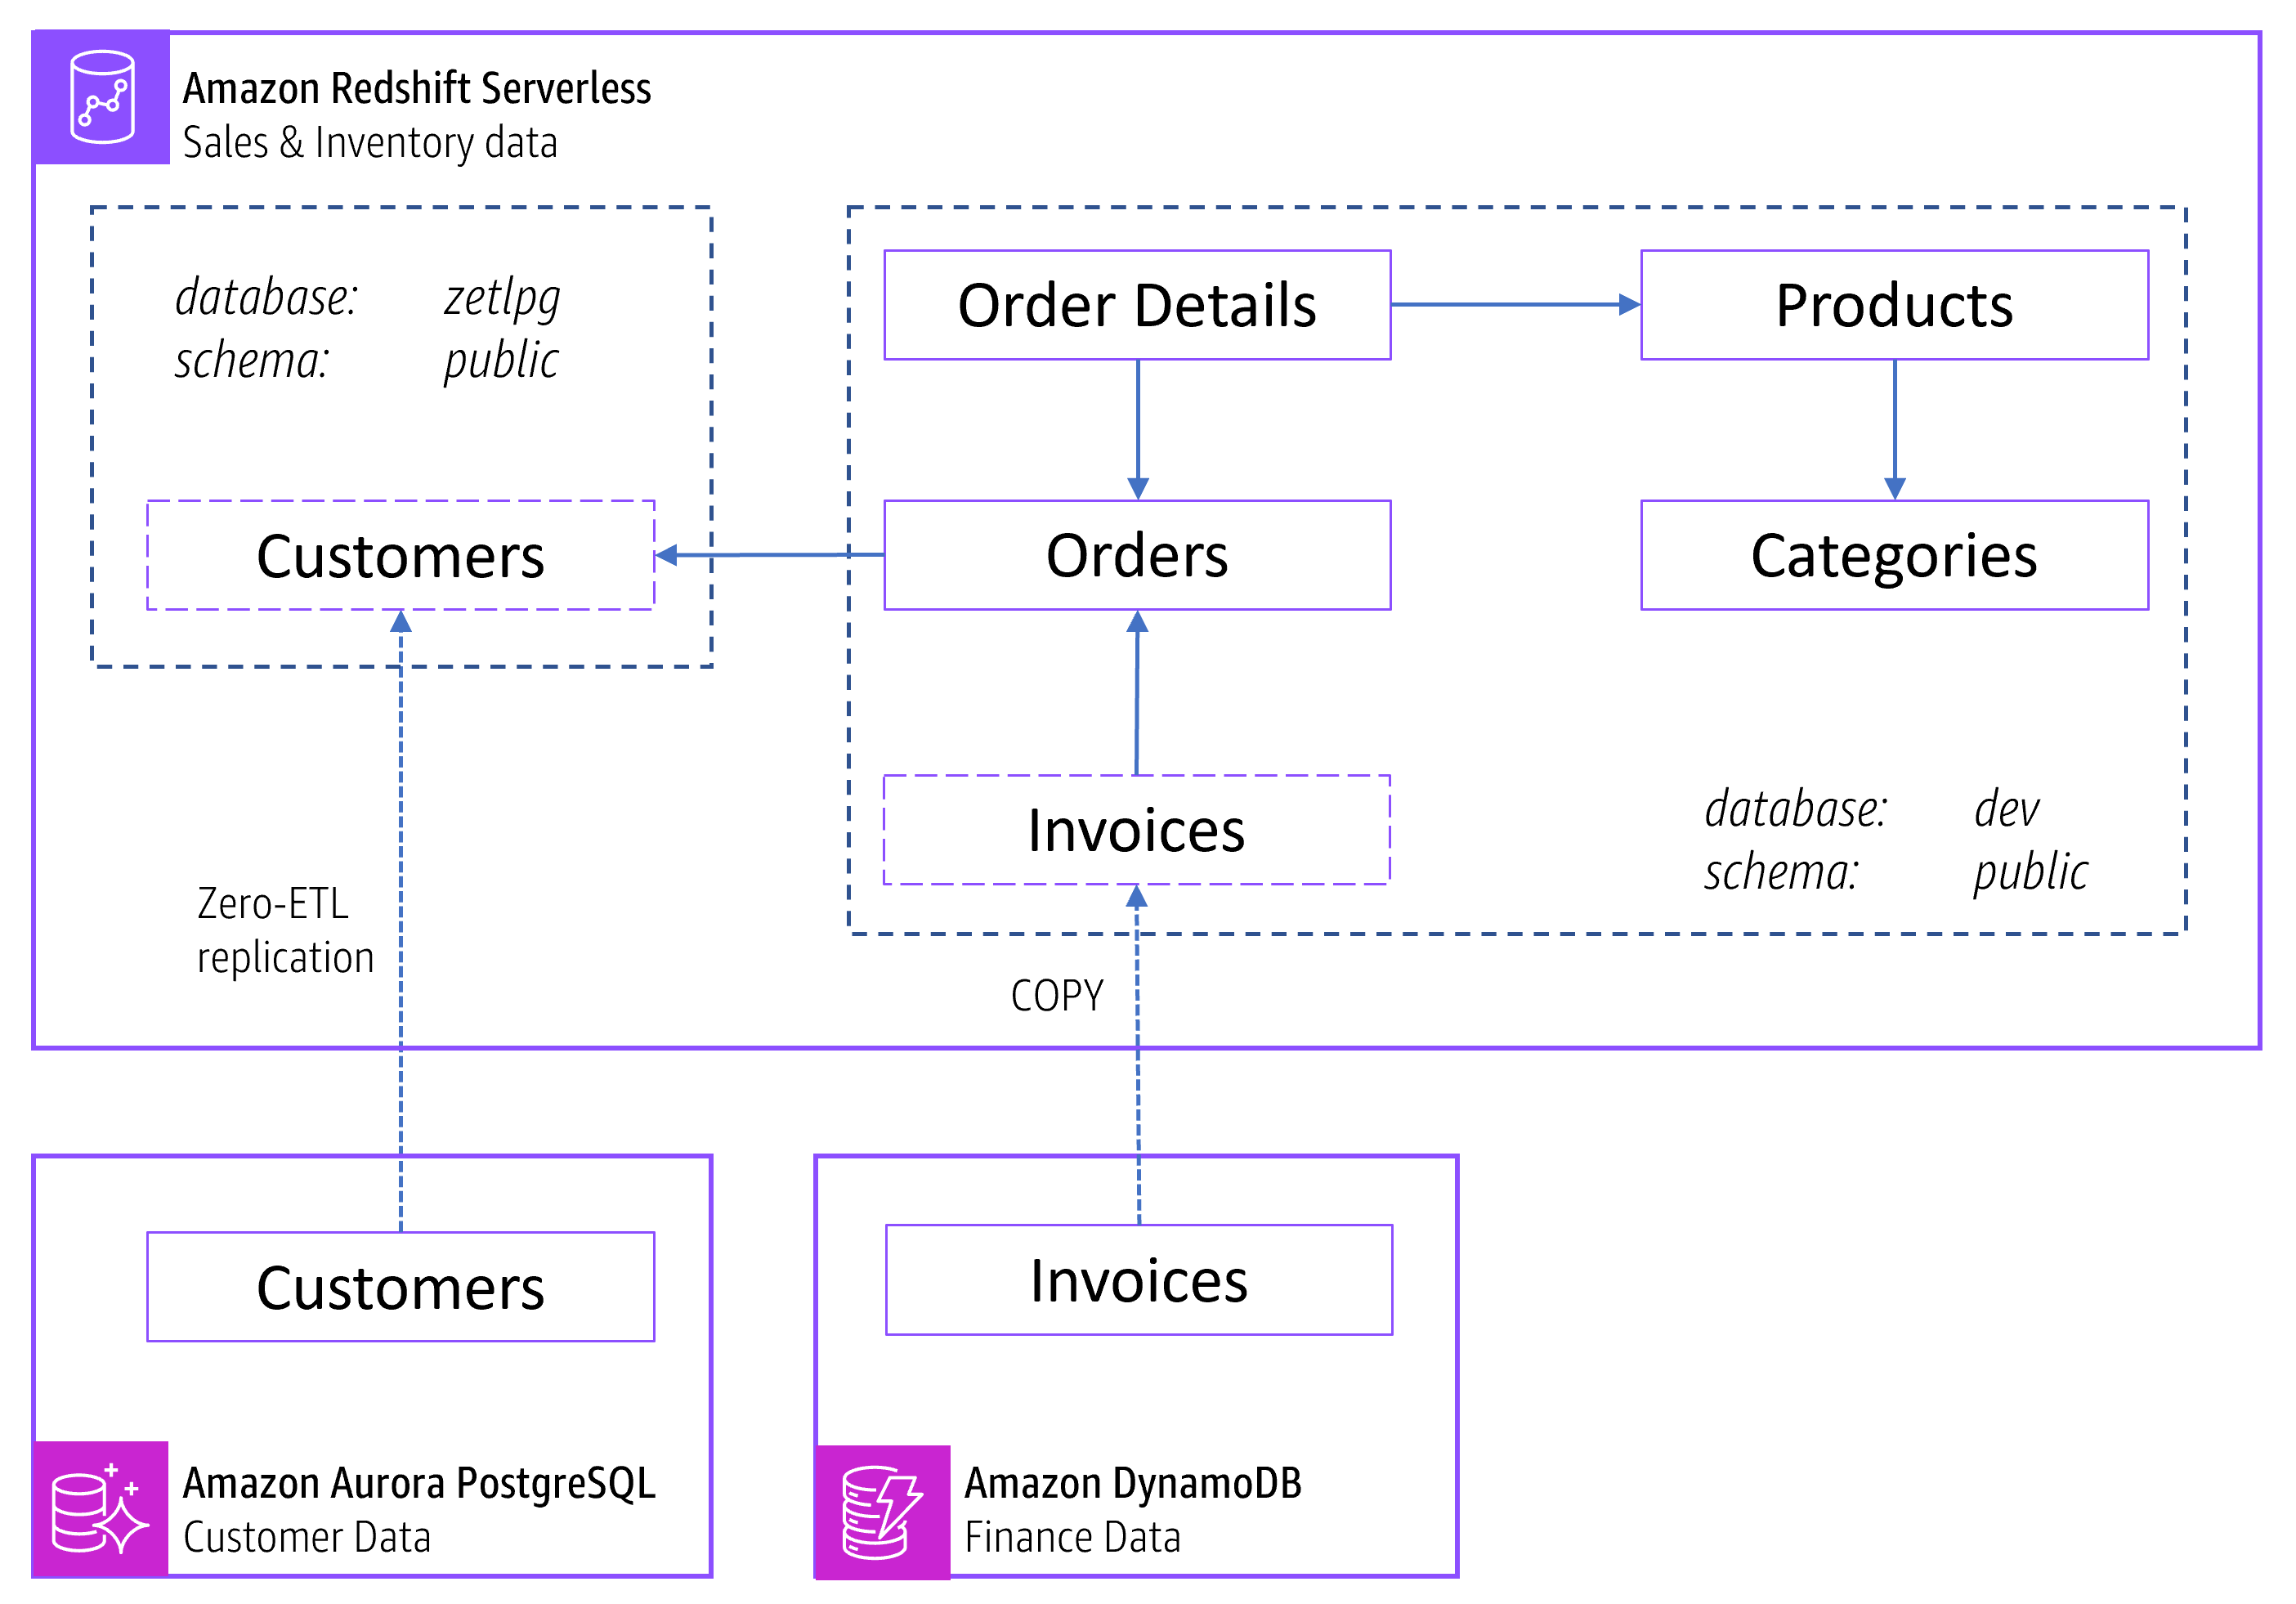 Amazon Redshift Serverless
Sales & Inventory data
database: zetlpg
schema: public
Order Details
Products
Customers
Orders
Categories
Invoices
database: dev
schema: public
Zero-ETL
replication
COPY
Customers
Invoices
Amazon Aurora PostgreSQL
Customer Data
Amazon DynamoDB
Finance Data